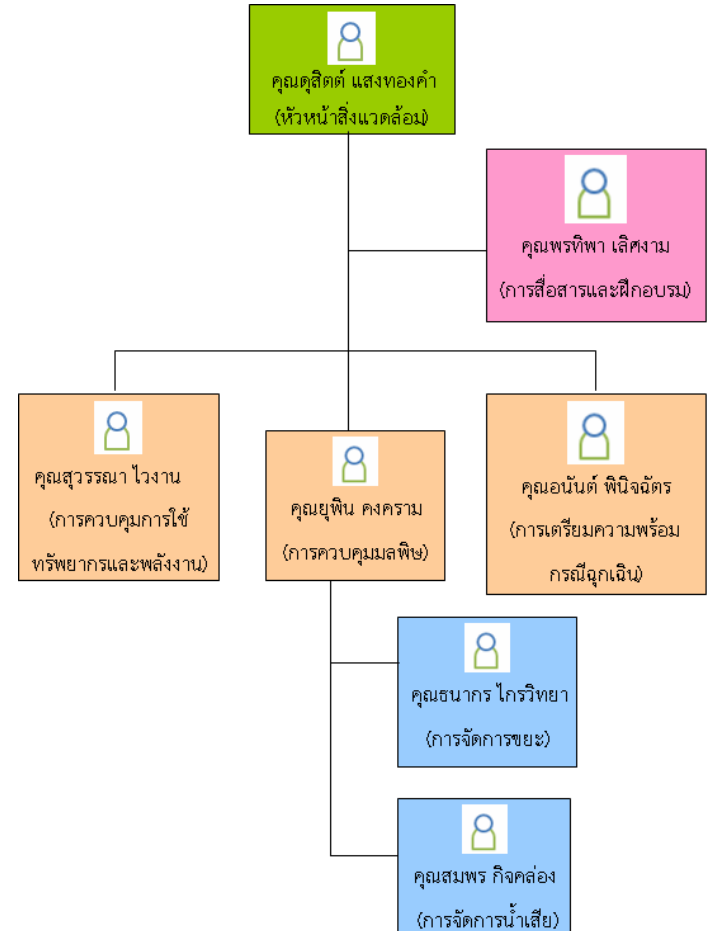 คุณดุสิตต์ แสงทองคำ
(หัวหน้าสิ่งแวดล้อม)
คุณพรทิพา เลิศงาม
(การสื่อสารและฝึกอบรม)
คุณสุวรรณา ไวงาน
(การควบคุมการใช้
ทรัพยากรและพลังงาน)
คุณยุพิน คงคราม
(การควบคุมมลพิษ)
คุณอนันต์ พินิจฉัตร
(การเตรียมความพร้อม
กรณีฉุกเฉิน)
คุณธนากร ไกรวิทยา
(การจัดการขยะ)
คุณสมพร กิจคล่อง
(การจัดการน้ำเสีย)